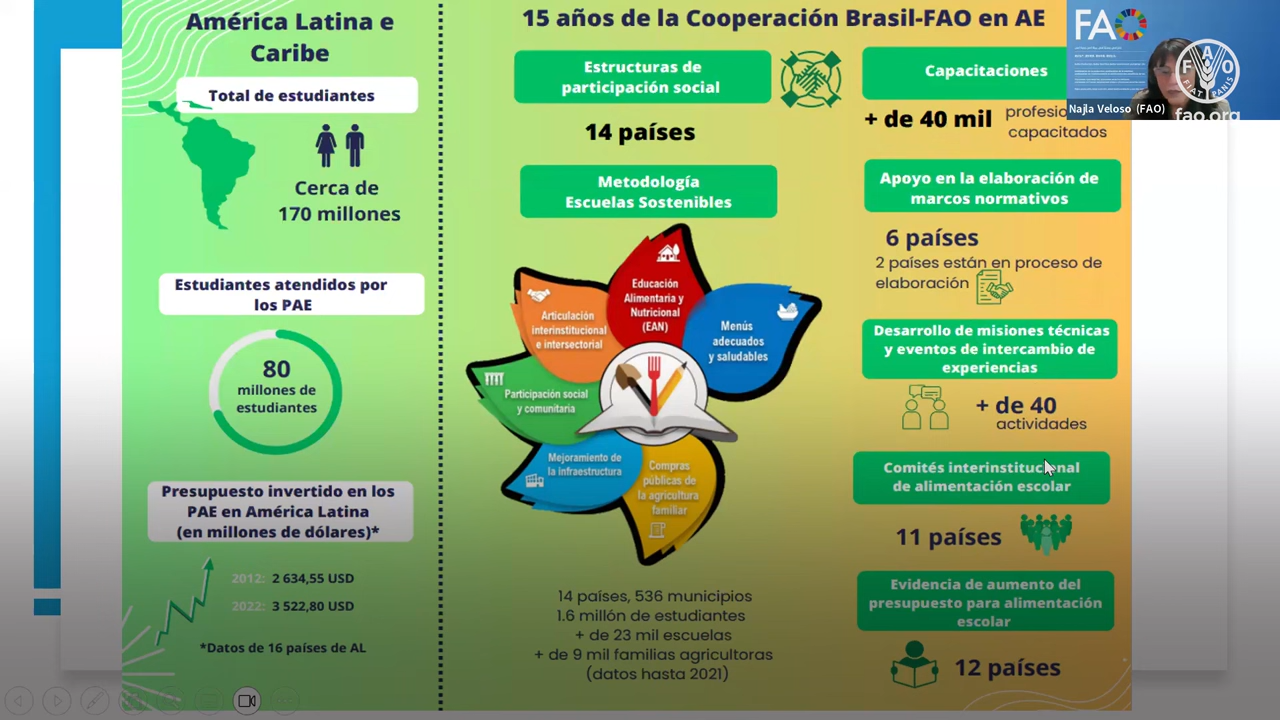 América Latina e
Caribe
Total de estudiantes
Cerca de
170 millones
Estudiantes atendidos por
los PAE
80
millones de
estudiantes
Presupuesto invertido en los
PAE en América Latina
(en millones de dólares)*
2012: 2 634,55 USD
2022: 3 522,80 USD
*Datos de 16 países de AL
15 años de la Cooperación Brasil-FAO en AE
Estructuras de
participación social
14 países
Metodología
Escuelas Sostenibles
Educación
Alimentaria y
Nutricional
(EAN)
Articulación
interinstitucional
e intersectorial
Menús
adecuados
y saludables
Participación social
y comunitaria
Mejoramiento de
la infraestructura
Compras
públicas de
la agricultura
familiar
14 países, 536 municipios
1.6 millón de estudiantes
+ de 23 mil escuelas
+ de 9 mil familias agricultoras
(datos hasta 2021)
Capacitaciones
+ de 40 mil
capacitados
Apoyo en la elaboración de
marcos normativos
6 países
2 países están en proceso de
elaboración
Desarrollo de misiones técnicas
y eventos de intercambio de
experiencias
+ de 40
actividades
Comités interinstitucional
de alimentación escolar
11 países
Evidencia de aumento del
presupuesto para alimentación
escolar
12 países
FAO
Najla Veloso (FAO)
F A O
FIAT PANIS
fao.org